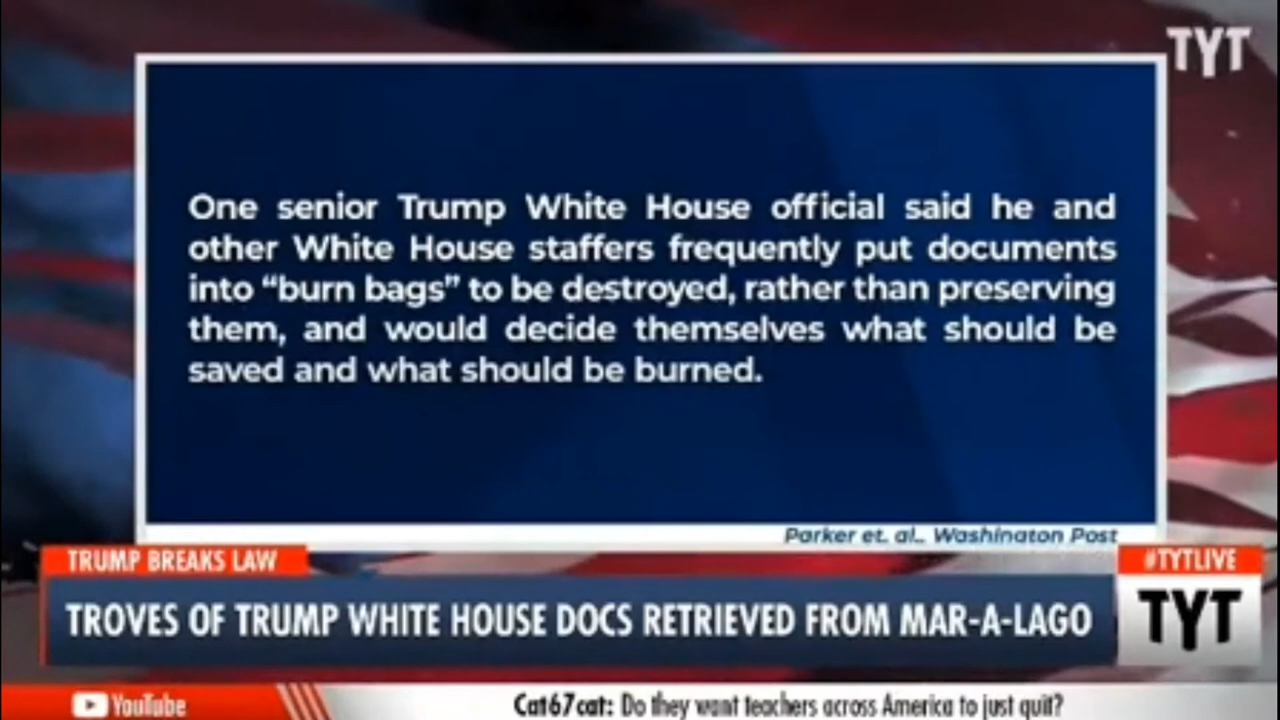 TYT
One senior Trump White House official said he and
other White House staffers frequently put documents
into “burn bags” to be destroyed, rather than preserving
them, and would decide themselves what should be
saved and what should be burned.
Parker et. al., Washington Post
TRUMP BREAKS LAW
#TYTLIVE
TROVES OF TRUMP WHITE HOUSE DOCS RETRIEVED FROM MAR-A-LAGO
TYT
YouTube
Cat67cat: Do they want teachers across America to just quit?